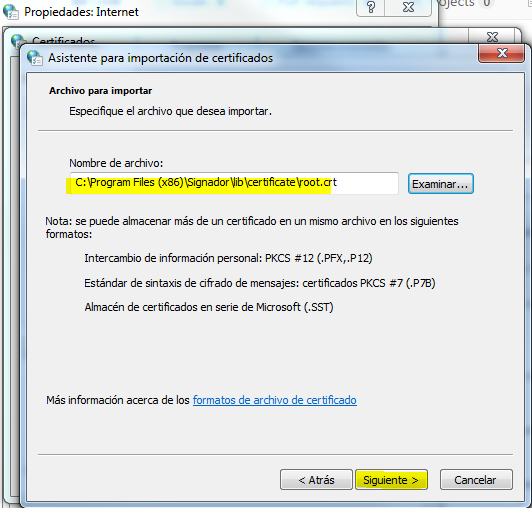 Propiedades: Internet
ojects 0
Certificados
Asistente para importación de certificados
Archivo para importar
Especifique el archivo que desea importar.
Nombre de archivo:
C:\Program Files (x86)\Signador\lib\certificate\root.crt
Examinar...
Nota: se puede almacenar más de un certificado en un mismo archivo en los siguientes
formatos:
Intercambio de información personal: PKCS #12 (.PFX,.P12)
Estándar de sintaxis de cifrado de mensajes: certificados PKCS #7 (.P7B)
Almacén de certificados en serie de Microsoft (.SST)
Más información acerca de los formatos de archivo de certificado
< Atrás
Siguiente >
Cancelar